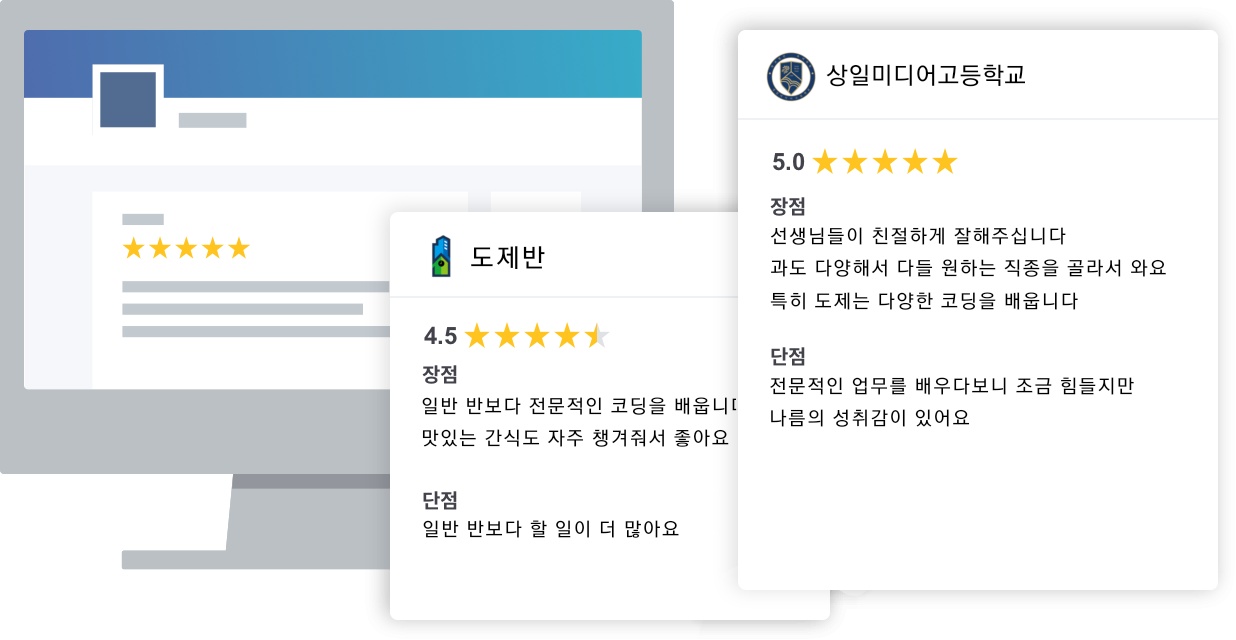 도제반
4.5
장점
일반 반보다 전문적인 코딩을 배웁니
맛있는 간식도 자주 챙겨줘서 좋아요
단점
일반 반보다 할 일이 더 많아요
상일미디어고등학교
5.0
장점
선생님들이 친절하게 잘해주십니다
과도 다양해서 다들 원하는 직종을 골라서 와요
특히 도제는 다양한 코딩을 배웁니다
단점
전문적인 업무를 배우다보니 조금 힘들지만
나름의 성취감이 있어요